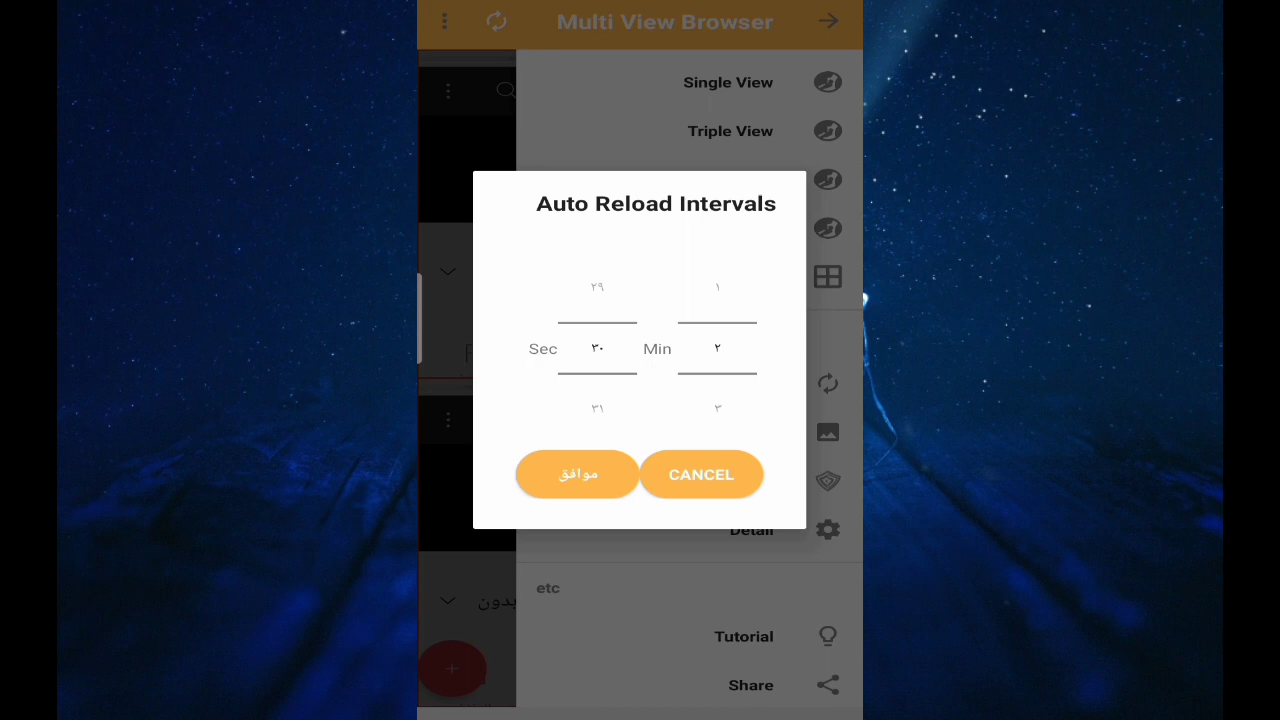 Multi View Browser
Single View
Triple View
Auto Reload Intervals
٢٩ ١
Sec ٣٠ Min ٢
٣١ ٣
موافق CANCEL
Detail
etc
بدون
Tutorial
Share